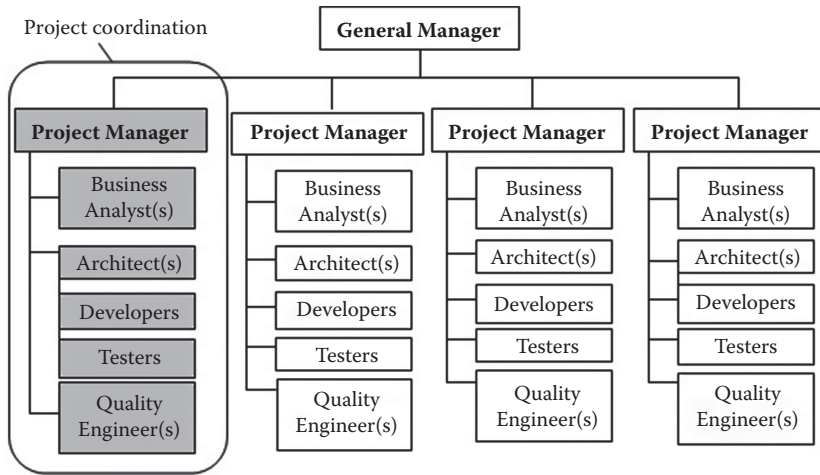 Project coordination
General Manager
Project Manager
Business
Analyst(s)
Architect(s)
Developers
Testers
Quality
Engineer(s)
Project Manager
Business
Analyst(s)
Architect(s)
Developers
Testers
Quality
Engineer(s)
Project Manager
Business
Analyst(s)
Architect(s)
Developers
Testers
Quality
Engineer(s)
Project Manager
Business
Analyst(s)
Architect(s)
Developers
Testers
Quality
Engineer(s)